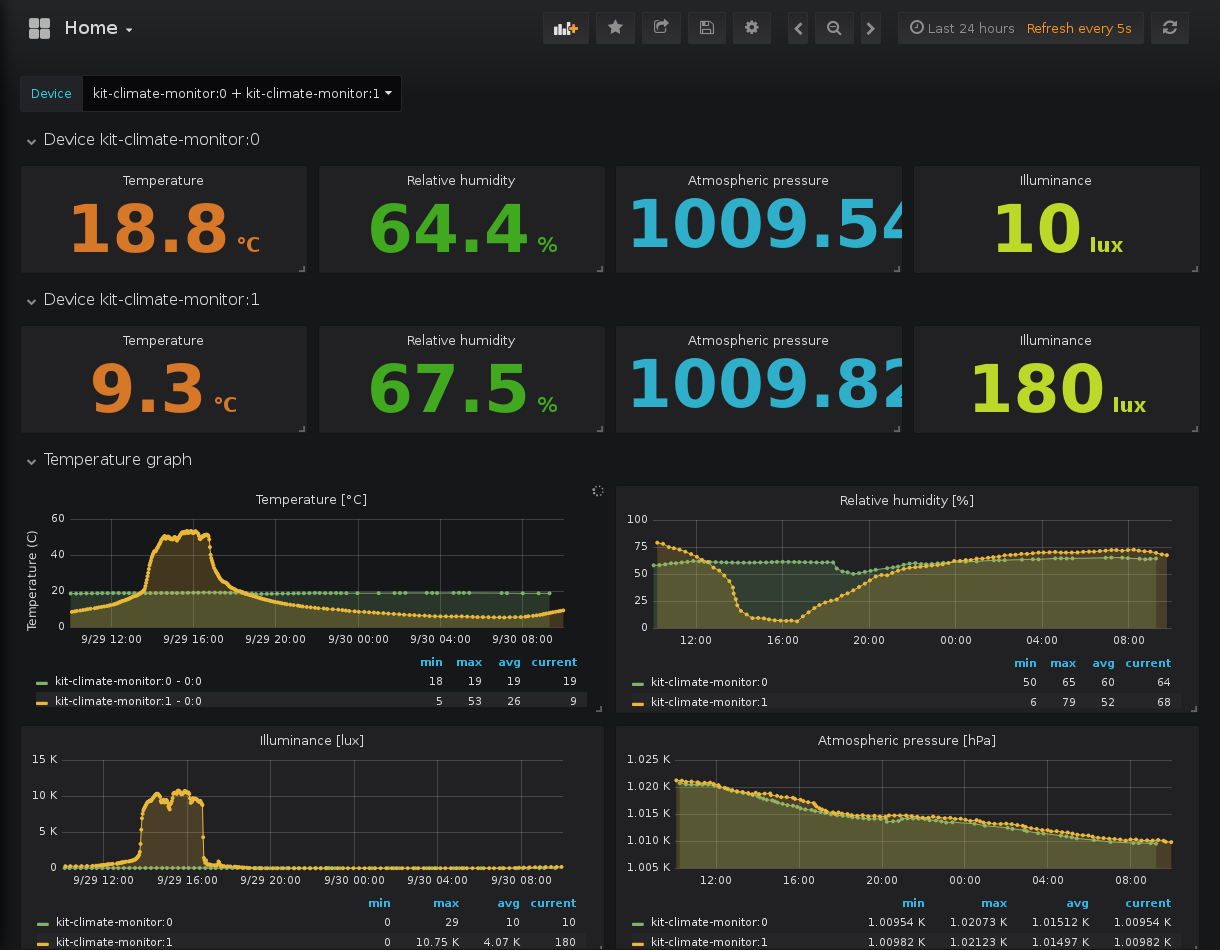 Home
Last 24 hours Refresh every 5s
Device kit-climate-monitor:0 + kit-climate-monitor:1
Device kit-climate-monitor:0
Temperature Relative humidity Atmospheric pressure Illuminance
18.8 °C 64.4 % 1009.54 10 lux
Device kit-climate-monitor:1
Temperature Relative humidity Atmospheric pressure Illuminance
9.3 °C 67.5 % 1009.82 180 lux
Temperature graph
Temperature [°C]
Temperature (C)
60
40
20
0
9/29 12:00 9/29 16:00 9/29 20:00 9/30 00:00 9/30 04:00 9/30 08:00
min max avg current
kit-climate-monitor:0 - 0:0 18 19 19 19
kit-climate-monitor:1 - 0:0 5 53 26 9
Relative humidity [%]
100
75
50
25
0
12:00 16:00 20:00 00:00 04:00 08:00
min max avg current
kit-climate-monitor:0 50 65 60 64
kit-climate-monitor:1 6 79 52 68
Illuminance [lux]
15 K
10 K
5 K
0
9/29 12:00 9/29 16:00 9/29 20:00 9/30 00:00 9/30 04:00 9/30 08:00
min max avg current
kit-climate-monitor:0 0 29 10 10
kit-climate-monitor:1 0 10.75 K 4.07 K 180
Atmospheric pressure [hPa]
1.025 K
1.020 K
1.015 K
1.010 K
1.005 K
12:00 16:00 20:00 00:00 04:00 08:00
min max avg current
kit-climate-monitor:0 1.00954 K 1.02073 K 1.01512 K 1.00954 K
kit-climate-monitor:1 1.00982 K 1.02123 K 1.01497 K 1.00982 K